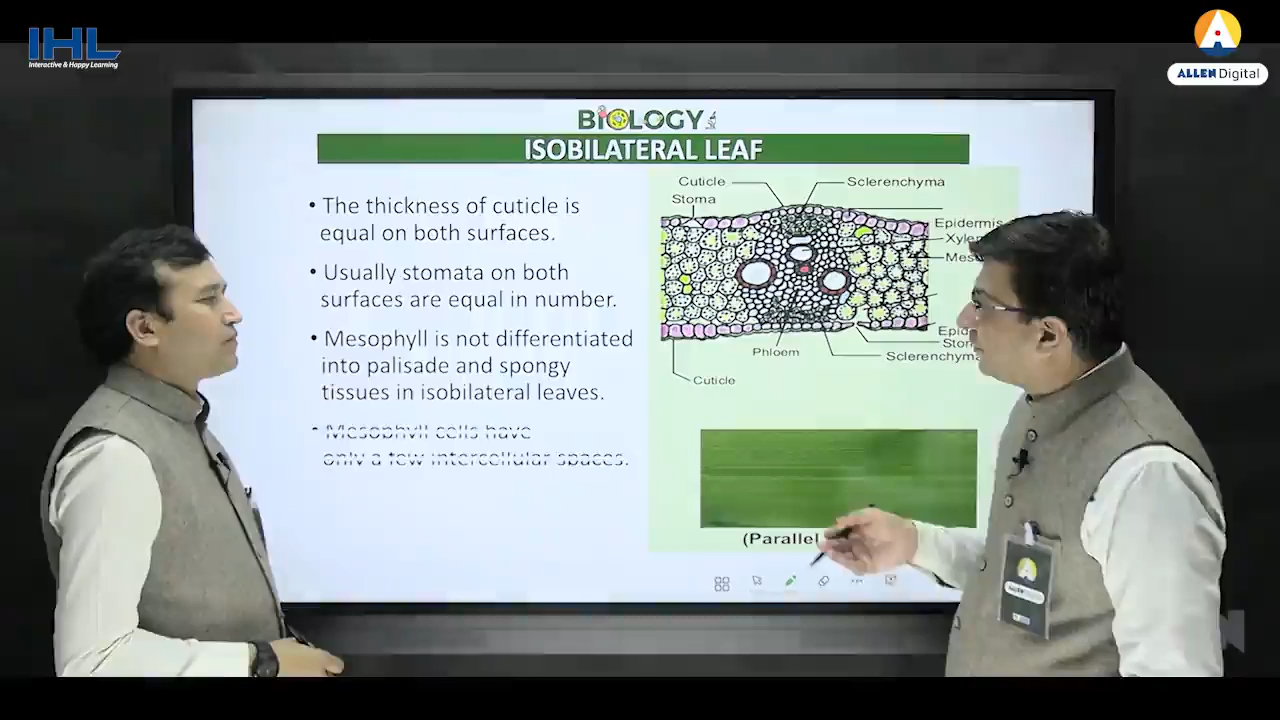 IHL
Interactive & Happy Learning
ALLEN Digital
BIOLOGY
ISOBILATERAL LEAF
• The thickness of cuticle is
equal on both surfaces.
• Usually stomata on both
surfaces are equal in number.
• Mesophyll is not differentiated
into palisade and spongy
tissues in isobilateral leaves.
• Mesophyll cells have
only a few intercellular spaces.
Cuticle
Sclerenchyma
Stoma
Epidermis
Phloem
Sclerenchyma
Cuticle
(Parallel